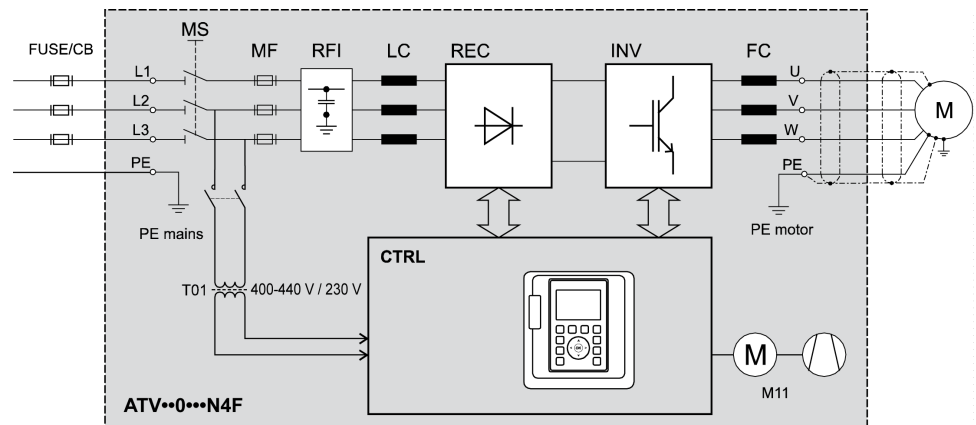 MS
FUSE/CB
MF
RFI
LC
REC
INV
FC
L1
U
L2
V
M
L3
W
PE
PE
PE mains
PE motor
CTRL
T01
400-440 V / 230 V
M
M11
ATV••0•••N4F